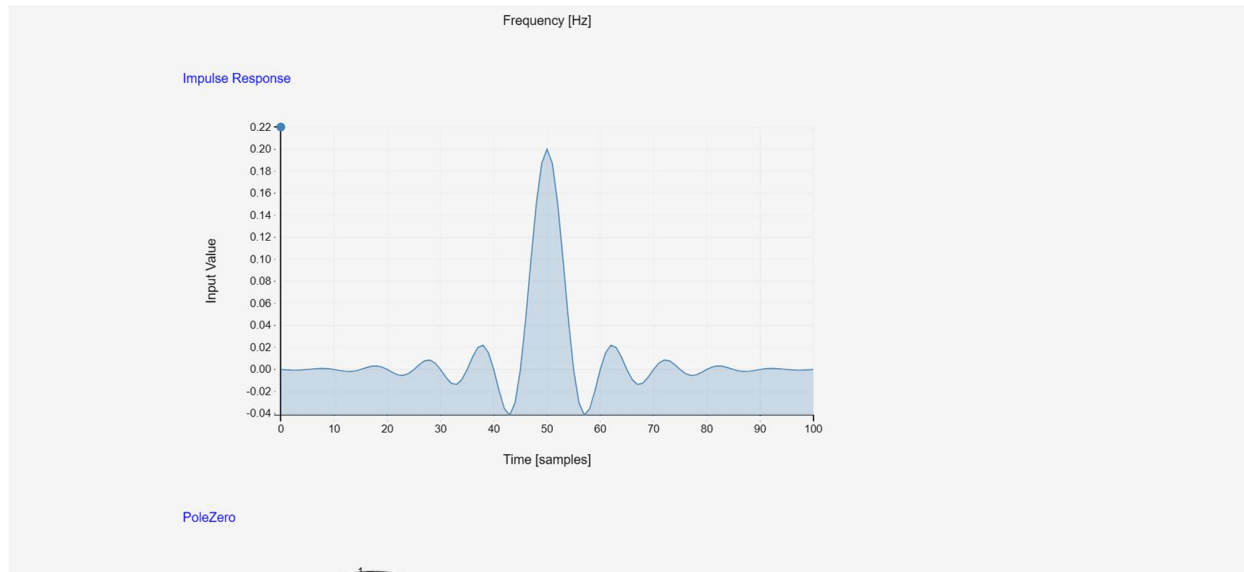 Frequency [Hz]
Impulse Response
0.22
0.20
0.18
0.16
0.14
0.12
0.10
0.08
0.06
0.04
0.02
0.00
-0.02
-0.04
Input Value
0 10 20 30 40 50 60 70 80 90 100
Time [samples]
PoleZero
1